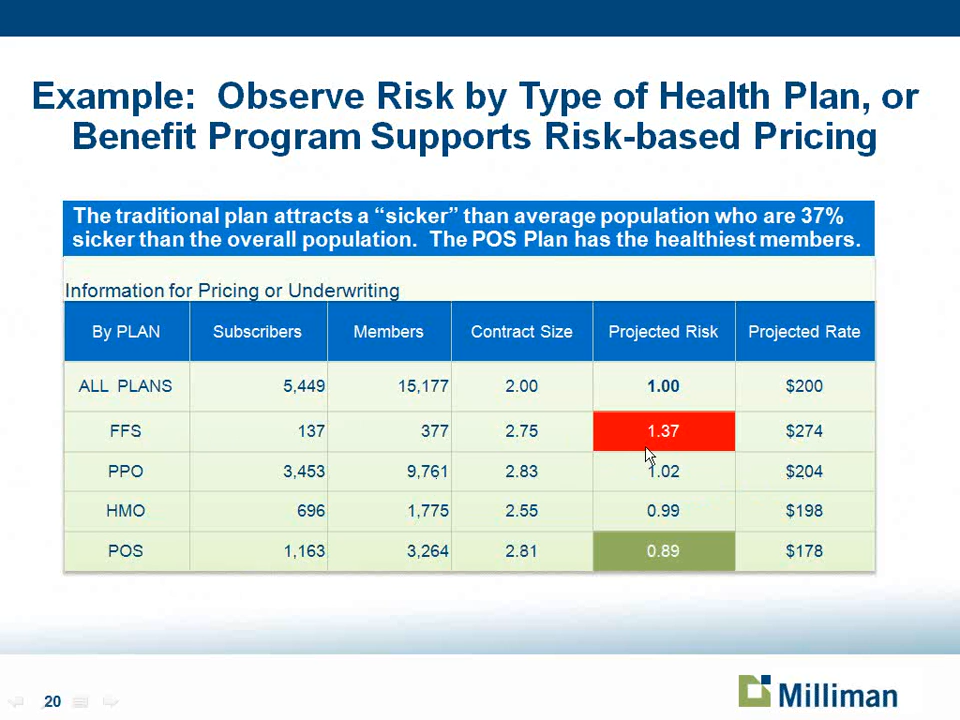 Example:  Observe Risk by Type of Health Plan, or
Benefit Program Supports Risk-based Pricing
The traditional plan attracts a “sicker” than average population who are 37%
sicker than the overall population.  The POS Plan has the healthiest members.
Information for Pricing or Underwriting
By PLAN Subscribers Members Contract Size Projected Risk Projected Rate
ALL PLANS 5,449 15,177 2.00 1.00 $200
FFS 137 377 2.75 1.37 $274
PPO 3,453 9,761 2.83 1.02 $204
HMO 696 1,775 2.55 0.99 $198
POS 1,163 3,264 2.81 0.89 $178
20
Milliman